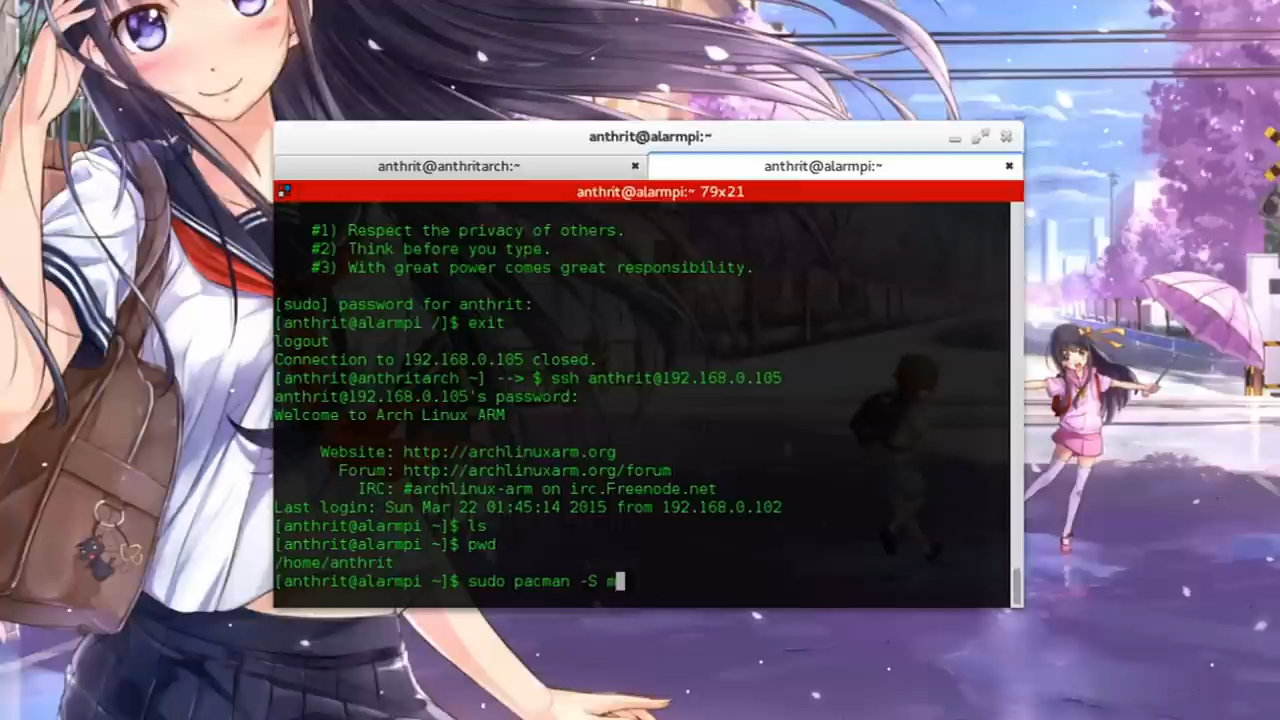 anthrit@alarmpi:~
anthrit@anthritarch:~
anthrit@alarmpi:~
anthrit@alarmpi:~ 79x21
#1) Respect the privacy of others.
#2) Think before you type.
#3) With great power comes great responsibility.
[sudo] password for anthrit:
[anthrit@alarmpi /]$ exit
logout
Connection to 192.168.0.105 closed.
[anthrit@anthritarch ~] --> $ ssh anthrit@192.168.0.105
anthrit@192.168.0.105's password:
Welcome to Arch Linux ARM
Website: http://archlinuxarm.org
Forum: http://archlinuxarm.org/forum
IRC: #archlinux-arm on irc.Freenode.net
Last login: Sun Mar 22 01:45:14 2015 from 192.168.0.102
[anthrit@alarmpi ~]$ ls
[anthrit@alarmpi ~]$ pwd
/home/anthrit
[anthrit@alarmpi ~]$ sudo pacman -S m